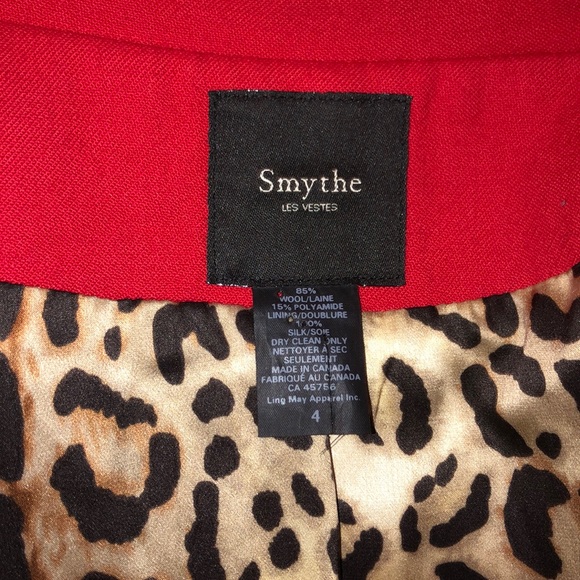 Smythe
LES VESTES
85%
WOOL/LAINE
15% POLYAMIDE
LINING/DOUBLURE
100%
SILK/SOIE
DRY CLEAN ONLY
NETTOYER À SEC
SEULEMENT
MADE IN CANADA
FABRIQUÉ AU CANADA
CA 45756
Ling May Apparel Inc.
4